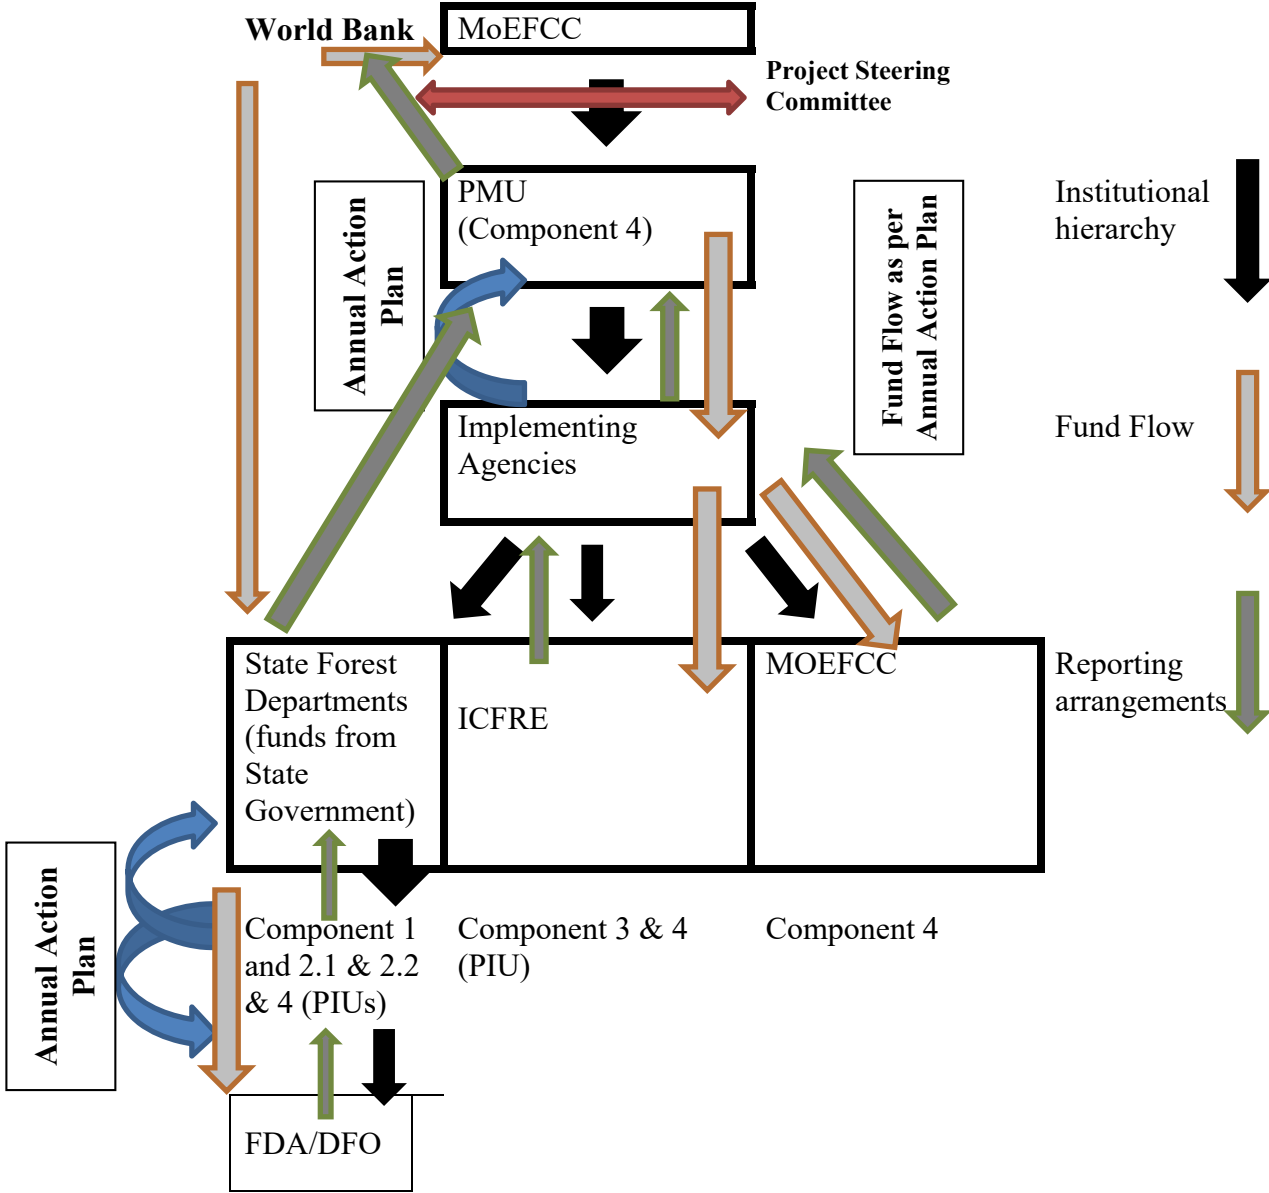 World Bank
MoEFCC
Project Steering
Committee
PMU
(Component 4)
Annual Action
Plan
Fund Flow as per
Annual Action Plan
Institutional
hierarchy
Implementing
Agencies
Fund Flow
State Forest
Departments
(funds from
State
Government)
ICFRE
MOEFCC
Reporting
arrangements
Annual Action
Plan
Component 1
and 2.1 & 2.2
& 4 (PIUs)
Component 3 & 4
(PIU)
Component 4
FDA/DFO